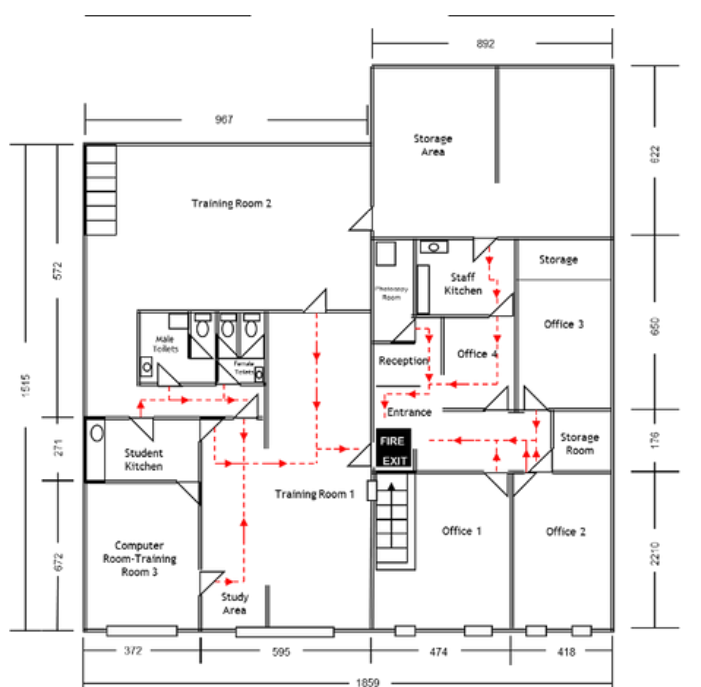 892
967
Storage
Area
622
Training Room 2
572
Staff
Kitchen
Storage
Photocopy
Room
Office 3
660
Male
Toilets
Female
Toilets
Reception
Office 4
1515
Entrance
271
Student
Kitchen
FIRE
EXIT
Storage
Room
176
Training Room 1
Office 1
Office 2
672
Computer
Room-Training
Room 3
2210
Study
Area
372
595
474
418
1859